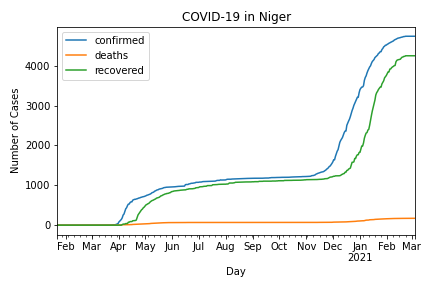 COVID-19 in Niger
confirmed
deaths
recovered
Number of Cases
4000
3000
2000
1000
0
Feb Mar Apr May Jun Jul Aug Sep Oct Nov Dec Jan Feb Mar
2021
Day